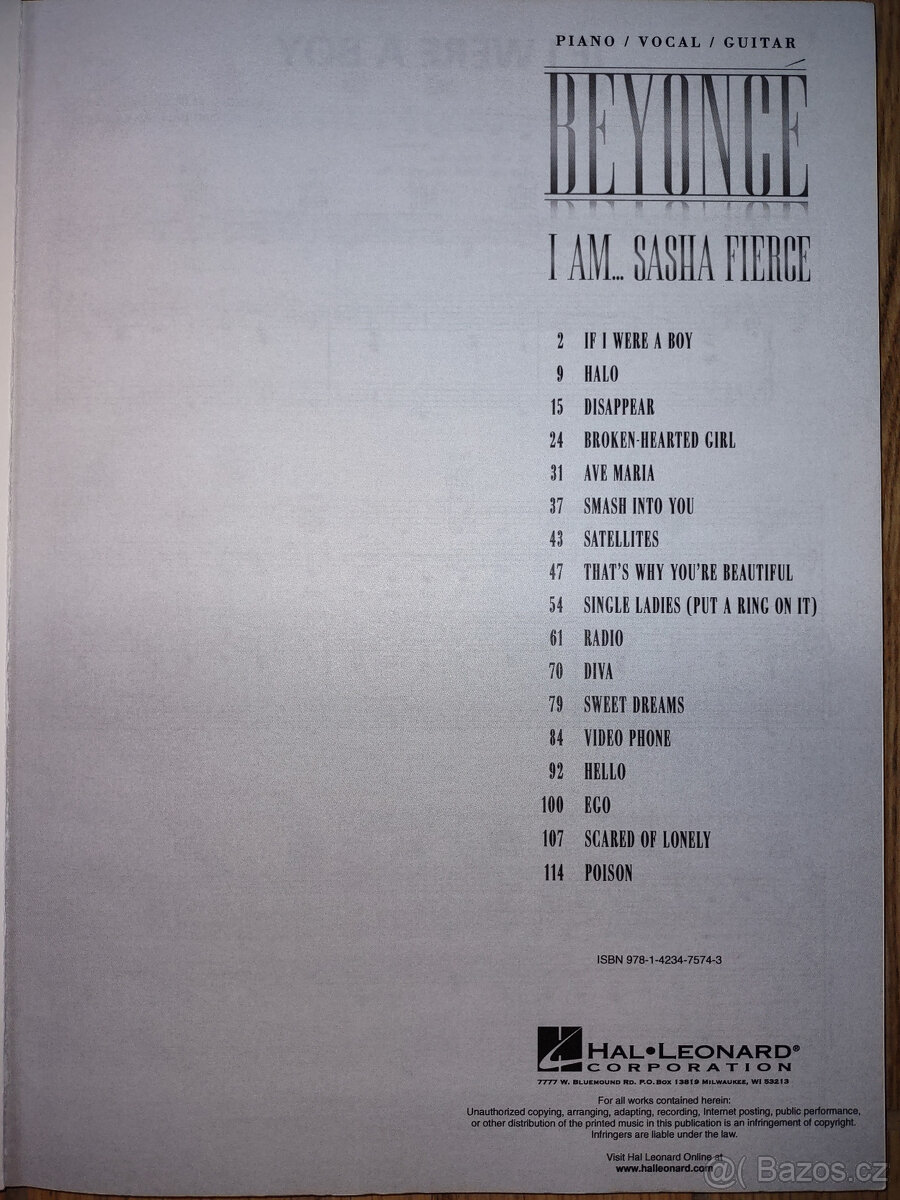 PIANO / VOCAL / GUITAR
BEYONCÉ
I AM... SASHA FIERCE
2 IF I WERE A BOY
9 HALO
15 DISAPPEAR
24 BROKEN-HEARTED GIRL
31 AVE MARIA
37 SMASH INTO YOU
43 SATELLITES
47 THAT'S WHY YOU'RE BEAUTIFUL
54 SINGLE LADIES (PUT A RING ON IT)
61 RADIO
70 DIVA
79 SWEET DREAMS
84 VIDEO PHONE
92 HELLO
100 EGO
107 SCARED OF LONELY
114 POISON
ISBN 978-1-4234-7574-3
HAL•LEONARD®
CORPORATION
7777 W. BLUEMOUND RD. P.O. BOX 13819 MILWAUKEE, WI 53213
For all works contained herein:
Unauthorized copying, arranging, adapting, recording, Internet posting, public performance,
or other distribution of the printed music in this publication is an infringement of copyright.
Infringers are liable under the law.
Visit Hal Leonard Online at
www.halleonard.com
Bazos.cz